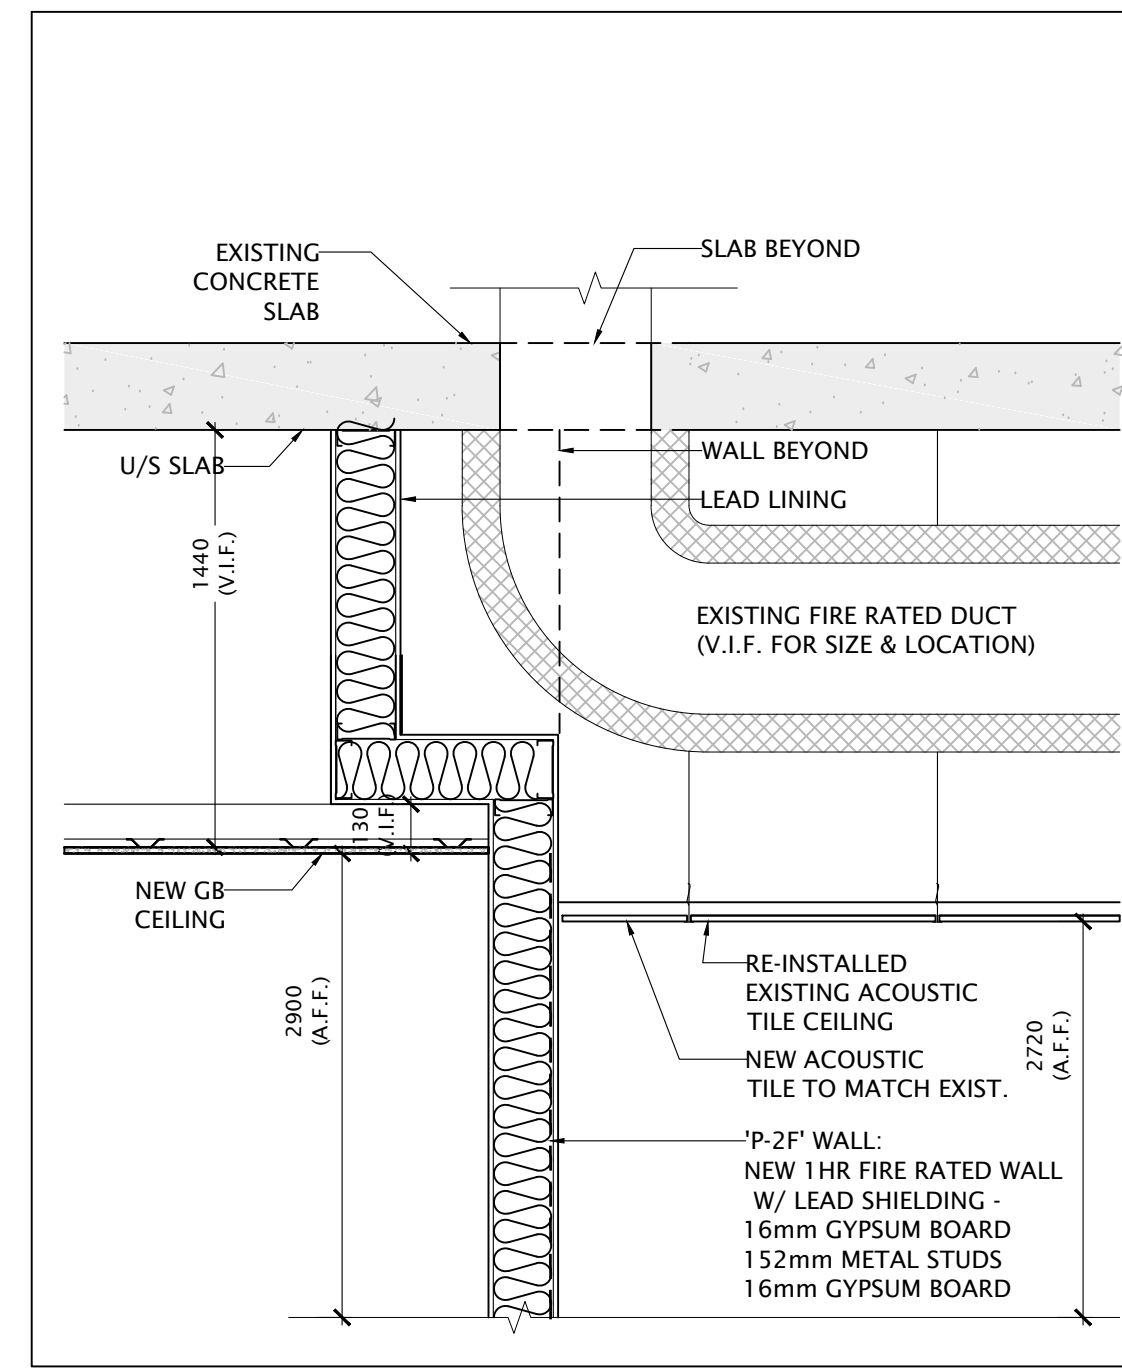 EXISTING
CONCRETE
SLAB
SLAB BEYOND
U/S SLAB
WALL BEYOND
LEAD LINING
1440
(V.I.F.)
EXISTING FIRE RATED DUCT
(V.I.F. FOR SIZE & LOCATION)
130
(V.I.F.)
NEW GB
CEILING
2900
(A.F.F.)
RE-INSTALLED
EXISTING ACOUSTIC
TILE CEILING
NEW ACOUSTIC
TILE TO MATCH EXIST.
2720
(A.F.F.)
'P-2F' WALL:
NEW 1HR FIRE RATED WALL
W/ LEAD SHIELDING -
16mm GYPSUM BOARD
152mm METAL STUDS
16mm GYPSUM BOARD